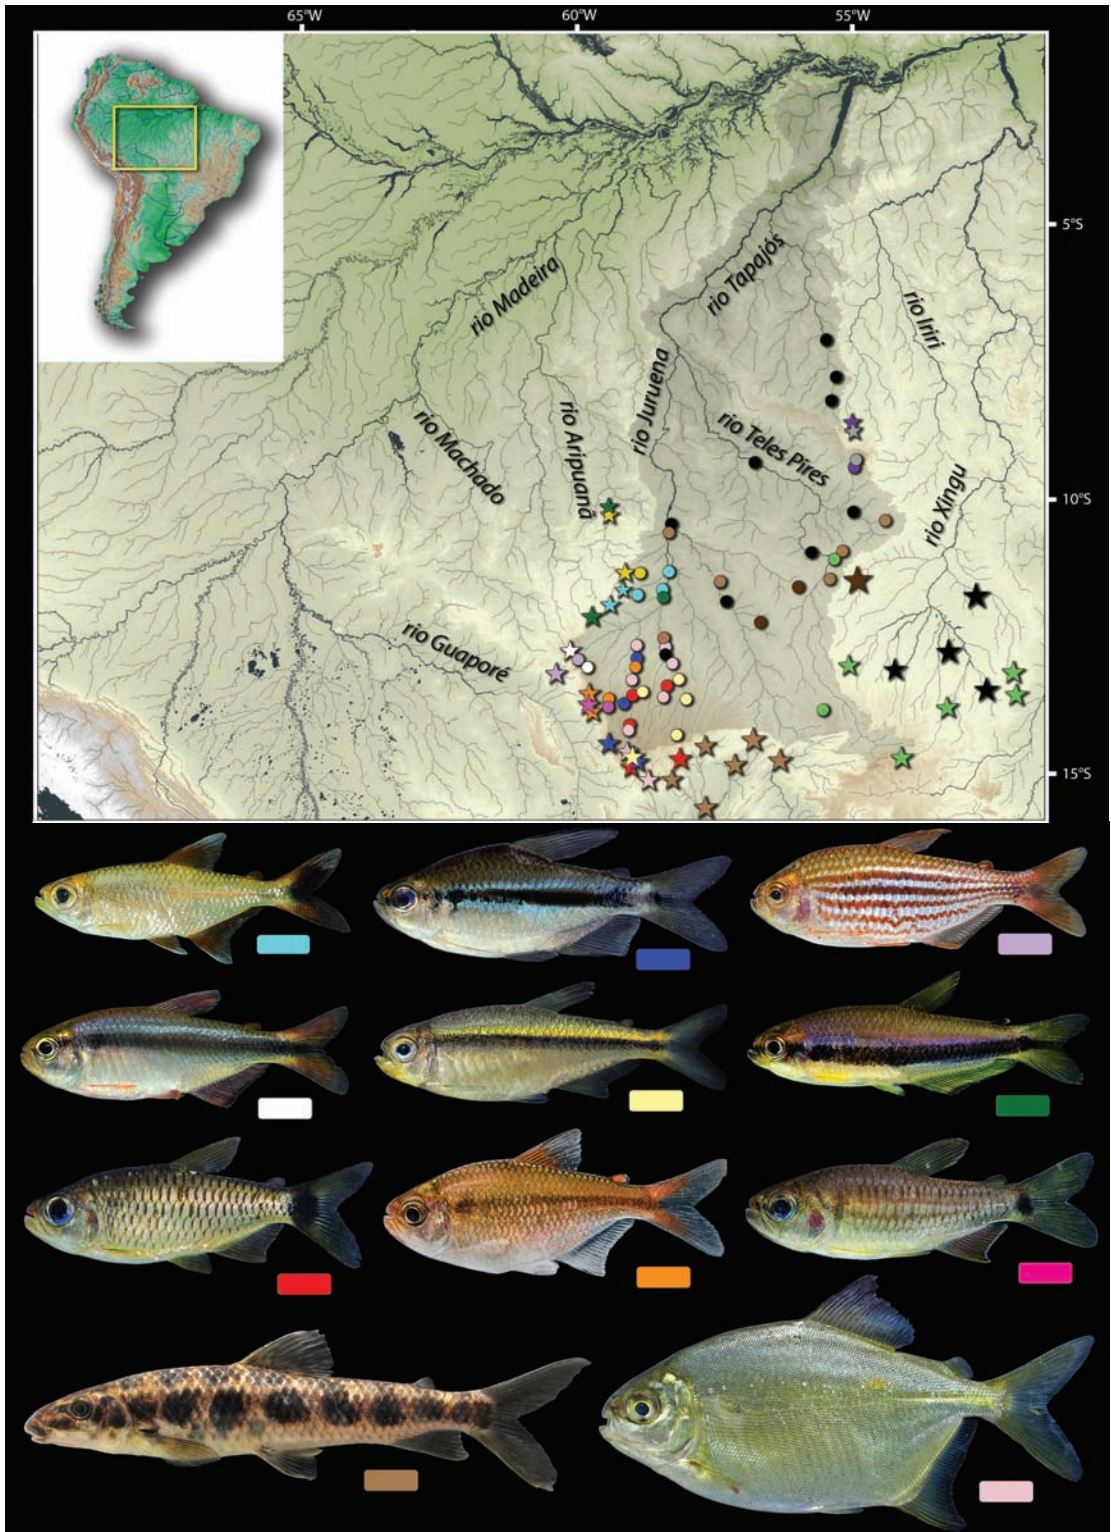 65°W
60°W
55°W
5°S
10°S
15°S
rio Madeira
rio Tapajós
rio Iriri
rio Juruena
rio Aripuanã
rio Machado
rio Teles Pires
rio Xingu
rio Guaporé